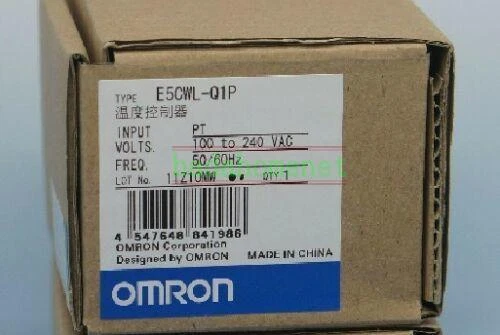 TYPE E5CWL-Q1P
温度控制器
INPUT PT
VOLTS. 100 to 240 VAC
FREQ. 50/60Hz
LOT No. 11Z10MW QTY.1
4 547648 841986
OMRON Corporation
Designed by OMRON MADE IN CHINA
OMRON